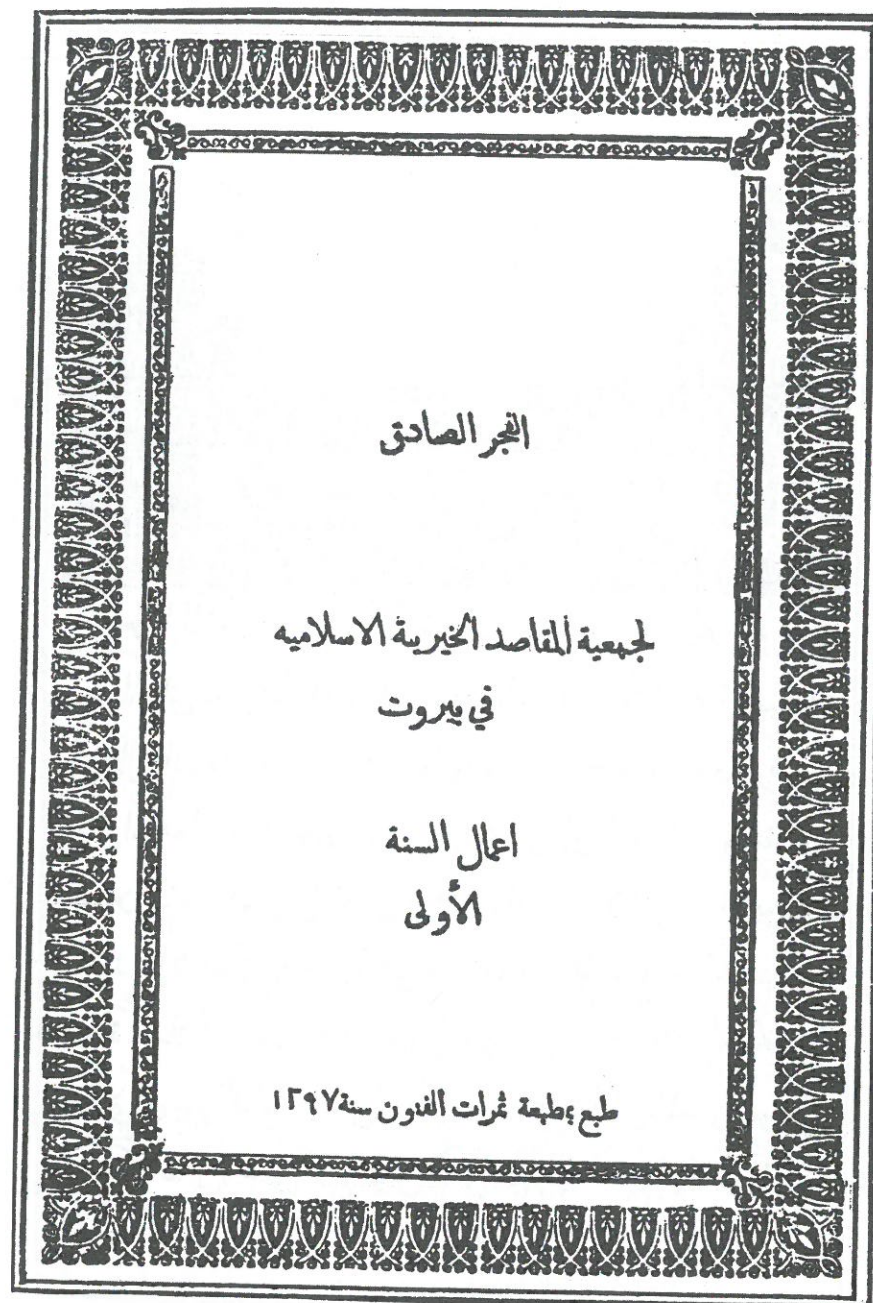 الفجر الصادق
لجمعية المقاصد الخيرية الاسلاميه
في بيروت
اعمال السنة
الأولى
طبع بمطبعة ثمرات الفنون سنة ١٢٩٧